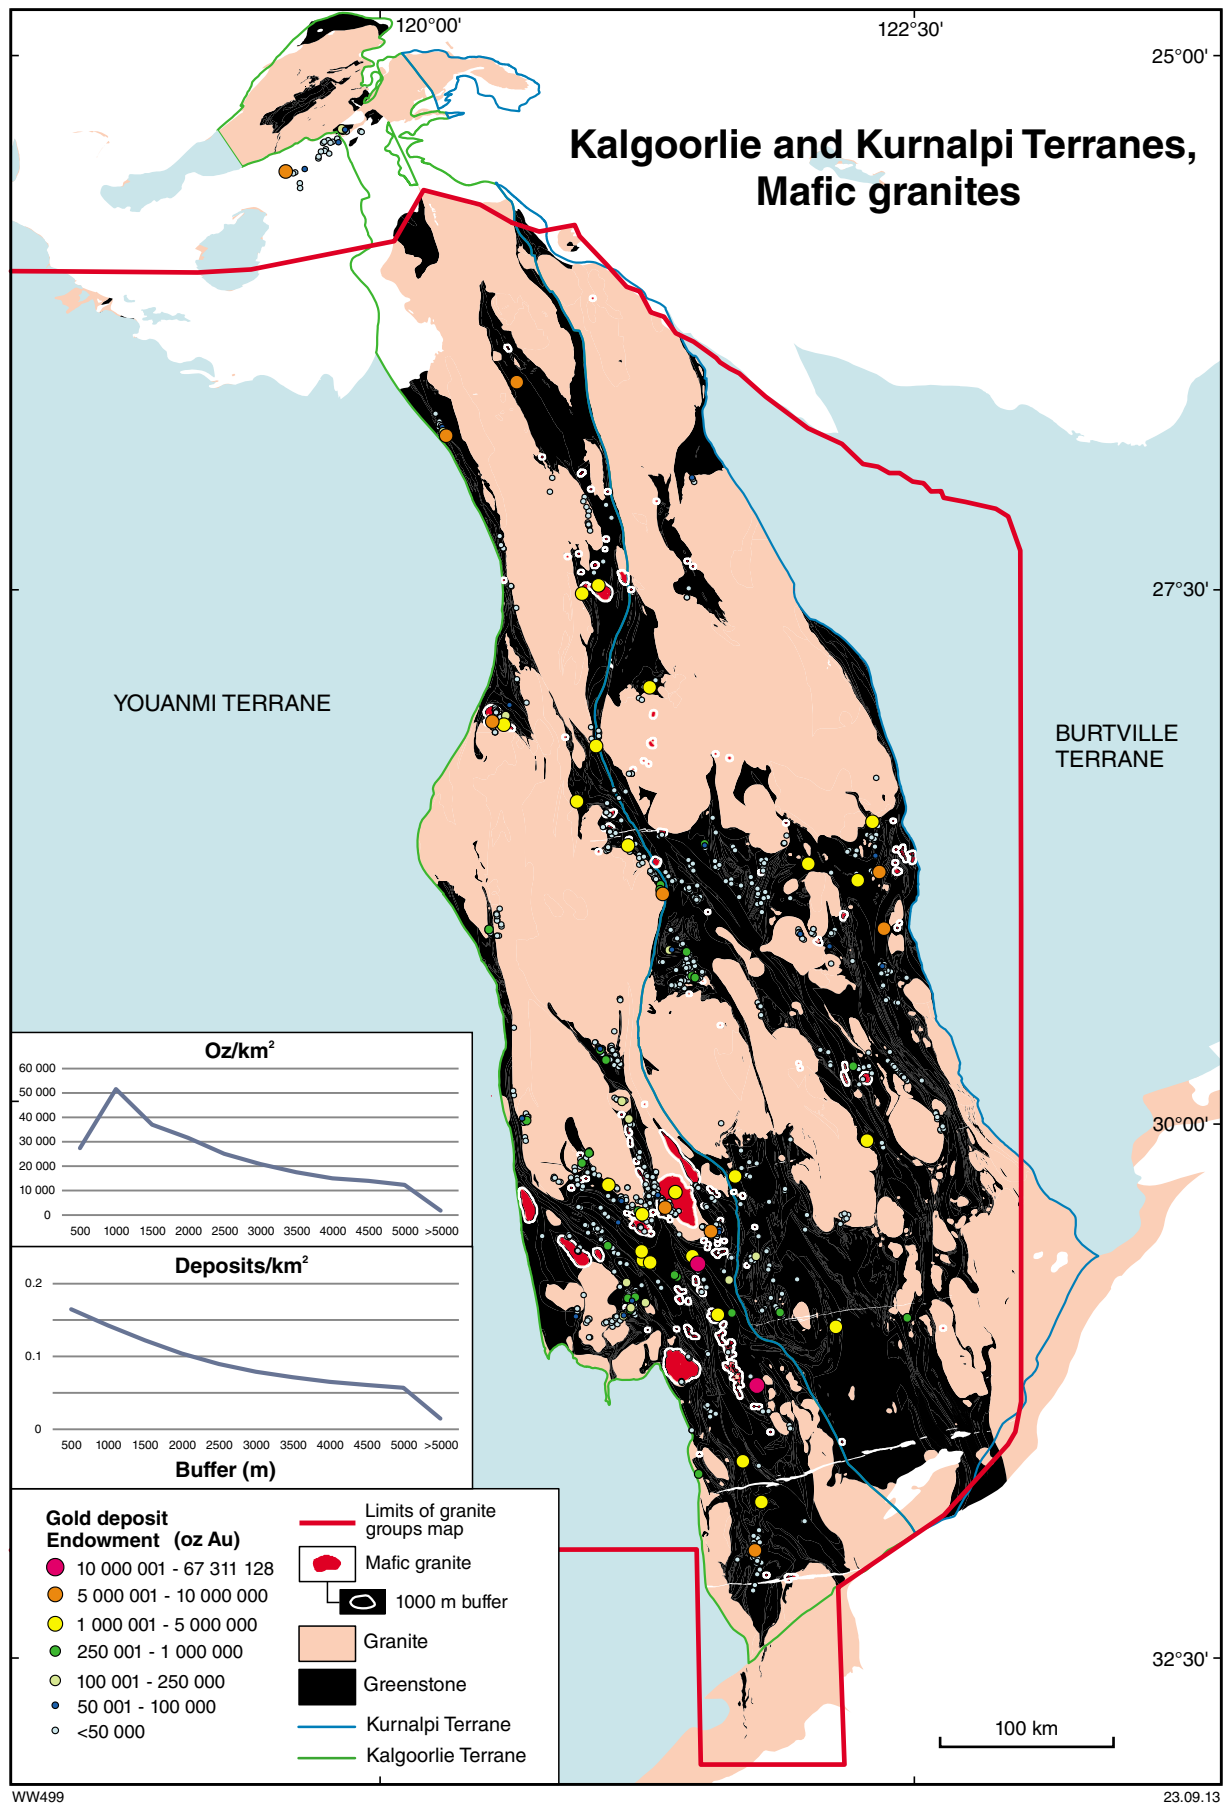 120°00'
122°30'
25°00'
Kalgoorlie and Kurnalpi Terranes,
Mafic granites
27°30'
YOUANMI TERRANE
BURTVILLE
TERRANE
Oz/km²
60 000
50 000
40 000
30 000
20 000
10 000
0
500 1000 1500 2000 2500 3000 3500 4000 4500 5000 >5000
30°00'
Deposits/km²
0.2
0.1
0
500 1000 1500 2000 2500 3000 3500 4000 4500 5000 >5000
Buffer (m)
Gold deposit
Endowment (oz Au)
10 000 001 - 67 311 128
5 000 001 - 10 000 000
1 000 001 - 5 000 000
250 001 - 1 000 000
100 001 - 250 000
50 001 - 100 000
<50 000
Limits of granite
groups map
Mafic granite
1000 m buffer
Granite
Greenstone
Kurnalpi Terrane
Kalgoorlie Terrane
32°30'
100 km
WW499
23.09.13